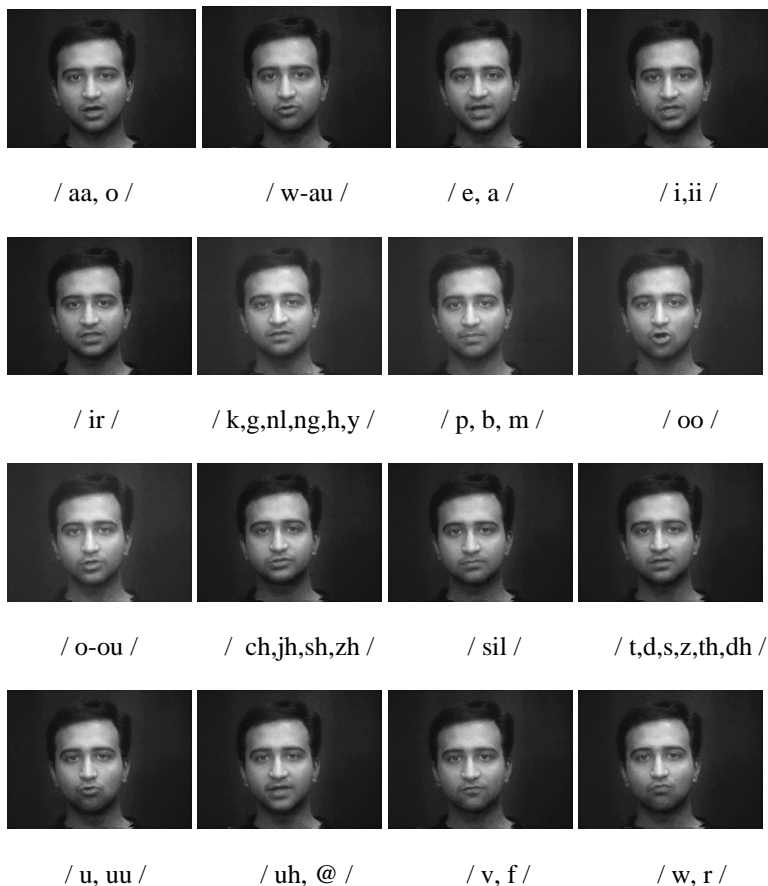 / aa, o / / w-au / / e, a / / i,ii /
/ ir / / k,g,nl,ng,h,y / / p, b, m / / oo /
/ o-ou / / ch,jh,sh,zh / / sil / / t,d,s,z,th,dh /
/ u, uu / / uh, @ / / v, f / / w, r /